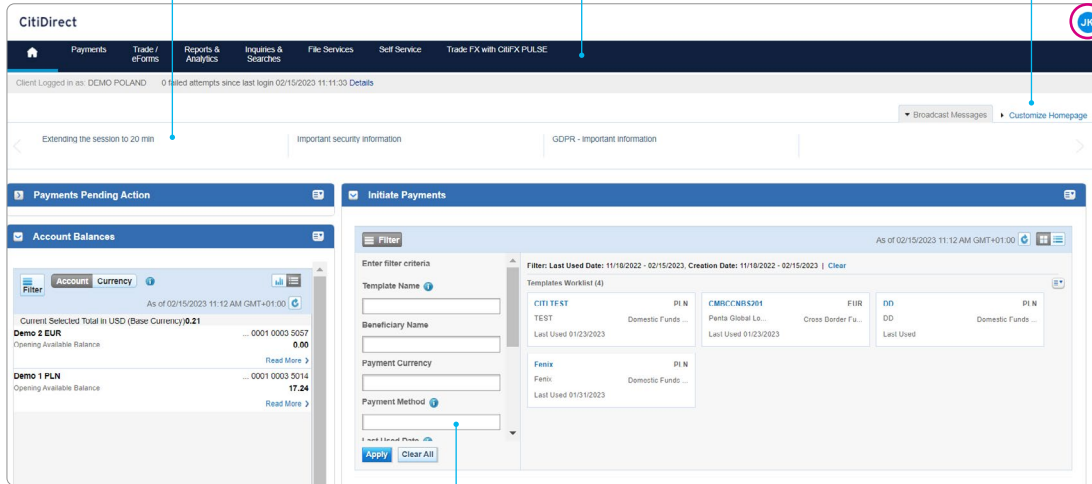 CitiDirect
JK
Payments
Trade / eForms
Reports & Analytics
Inquiries & Searches
File Services
Self Service
Trade FX with CitiFX PULSE
Client Logged in as: DEMO POLAND 0 failed attempts since last login 02/15/2023 11:11:33 Details
Broadcast Messages Customize Homepage
Extending the session to 20 min
Important security information
GDPR - Important information
Payments Pending Action
Initiate Payments
Account Balances
Filter
Account Currency
As of 02/15/2023 11:12 AM GMT+01:00
Current Selected Total in USD (Base Currency)0.21
Demo 2 EUR ... 0001 0003 5057
Opening Available Balance 0.00
Read More
Demo 1 PLN ... 0001 0003 5014
Opening Available Balance 17.24
Read More
Filter
As of 02/15/2023 11:12 AM GMT+01:00
Enter filter criteria
Template Name
Beneficiary Name
Payment Currency
Payment Method
Last Used Date
Apply Clear All
Filter: Last Used Date: 11/18/2022 - 02/15/2023, Creation Date: 11/18/2022 - 02/15/2023 | Clear
Templates Worklist (4)
CITI TEST PLN
TEST Domestic Funds ...
Last Used 01/23/2023
CMBCCNBS201 EUR
Penta Global Lo... Cross Border Fu...
Last Used 01/23/2023
DD PLN
DD Domestic Funds ...
Last Used
Fenix PLN
Fenix Domestic Funds ...
Last Used 01/31/2023